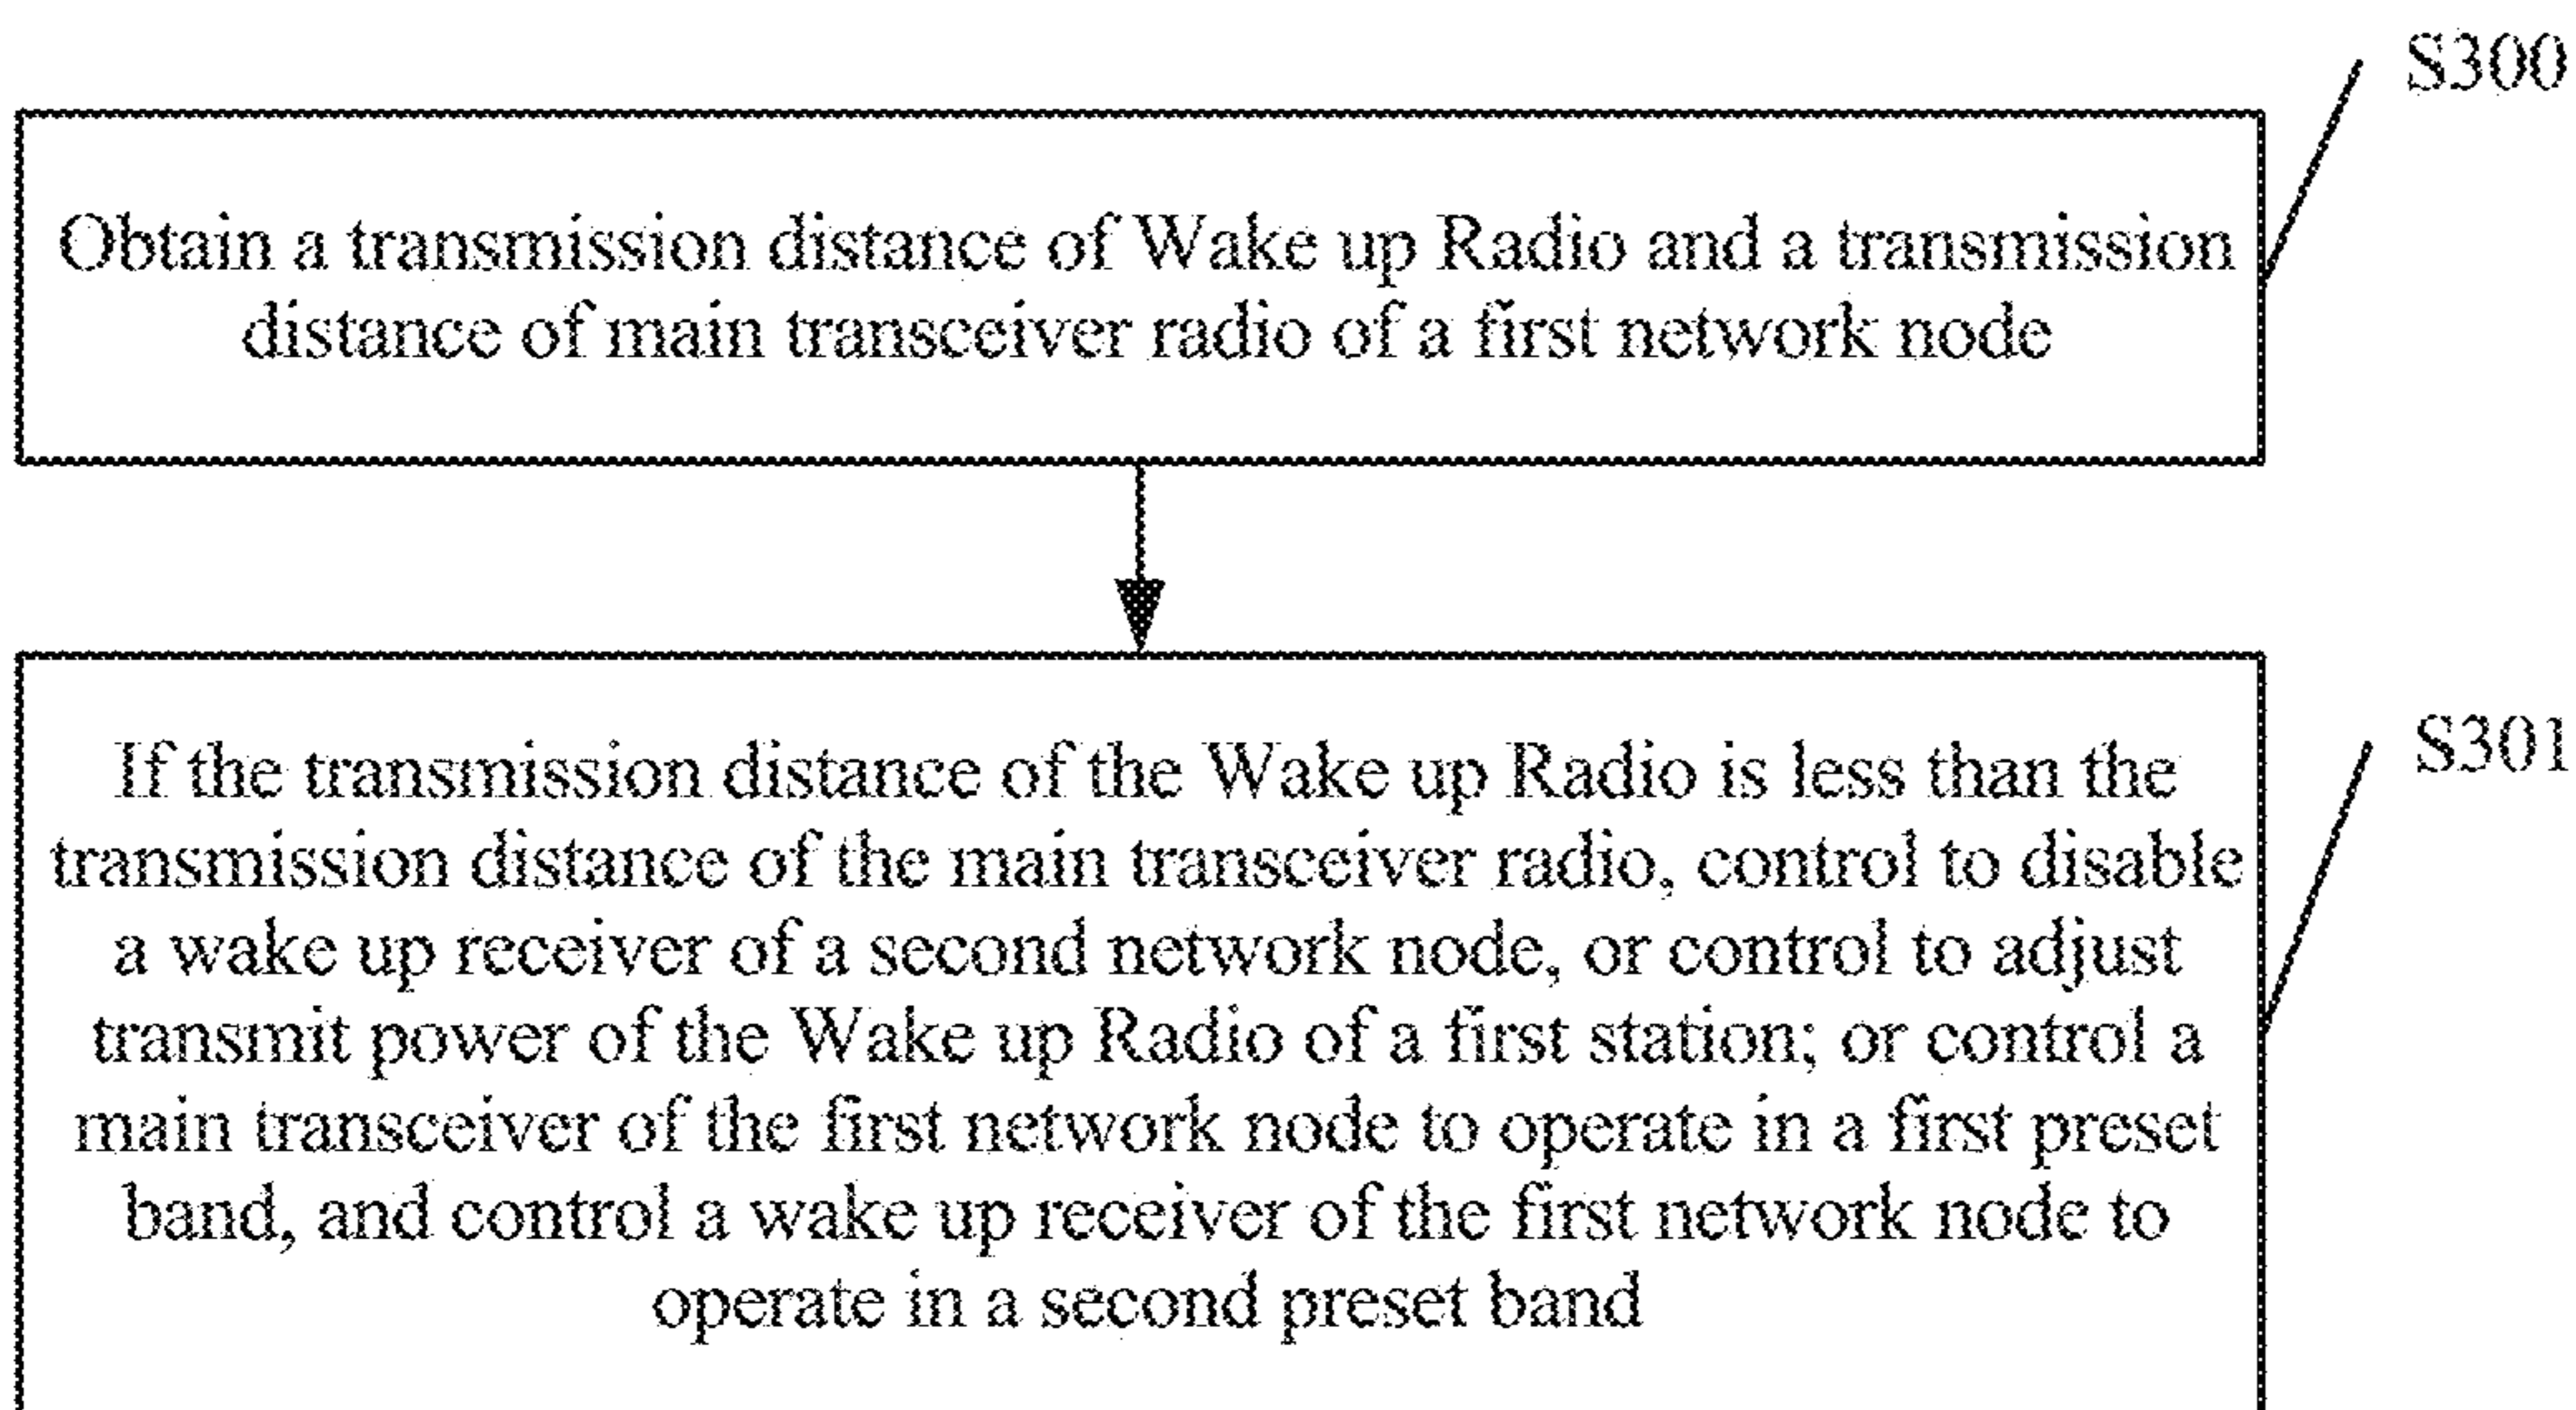 S300
Obtain a transmission distance of Wake up Radio and a transmission
distance of main transceiver radio of a first network node
S301
If the transmission distance of the Wake up Radio is less than the
transmission distance of the main transceiver radio, control to disable
a wake up receiver of a second network node, or control to adjust
transmit power of the Wake up Radio of a first station; or control a
main transceiver of the first network node to operate in a first preset
band, and control a wake up receiver of the first network node to
operate in a second preset band